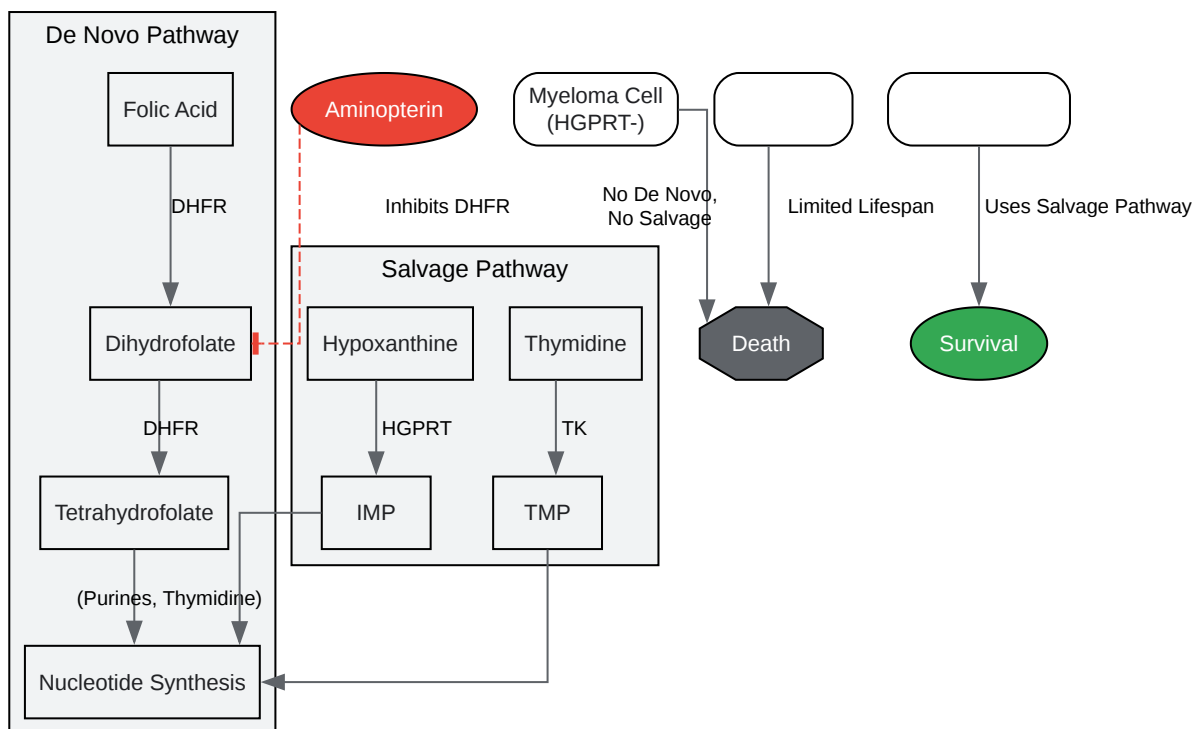 De Novo Pathway
Folic Acid
Aminopterin
Myeloma Cell
(HGPRT-)
DHFR
Inhibits DHFR
No De Novo,
No Salvage
Limited Lifespan
Uses Salvage Pathway
Salvage Pathway
Dihydrofolate
Hypoxanthine
Thymidine
Death
Survival
DHFR
HGPRT
TK
Tetrahydrofolate
IMP
TMP
(Purines, Thymidine)
Nucleotide Synthesis